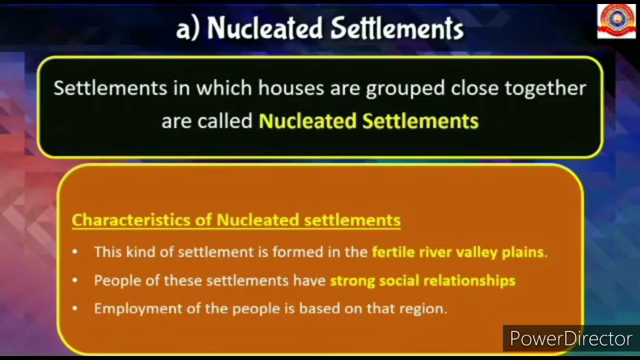 a) Nucleated Settlements
Settlements in which houses are grouped close together
are called Nucleated Settlements
Characteristics of Nucleated settlements
• This kind of settlement is formed in the fertile river valley plains.
• People of these settlements have strong social relationships
• Employment of the people is based on that region.
PowerDirector